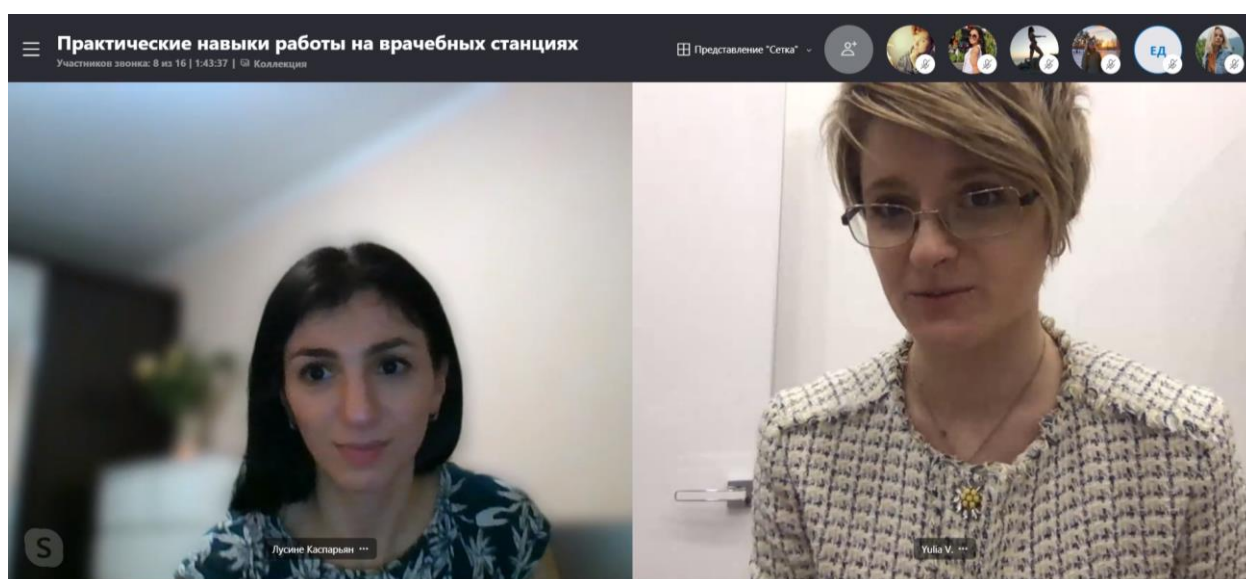 Практические навыки работы на врачебных станциях
Участников звонка: 8 из 16 | 1:43:37 | Коллекция
Представление "Сетка"
ЕД
S
Лусине Каспарьян ···
Yulia V. ···